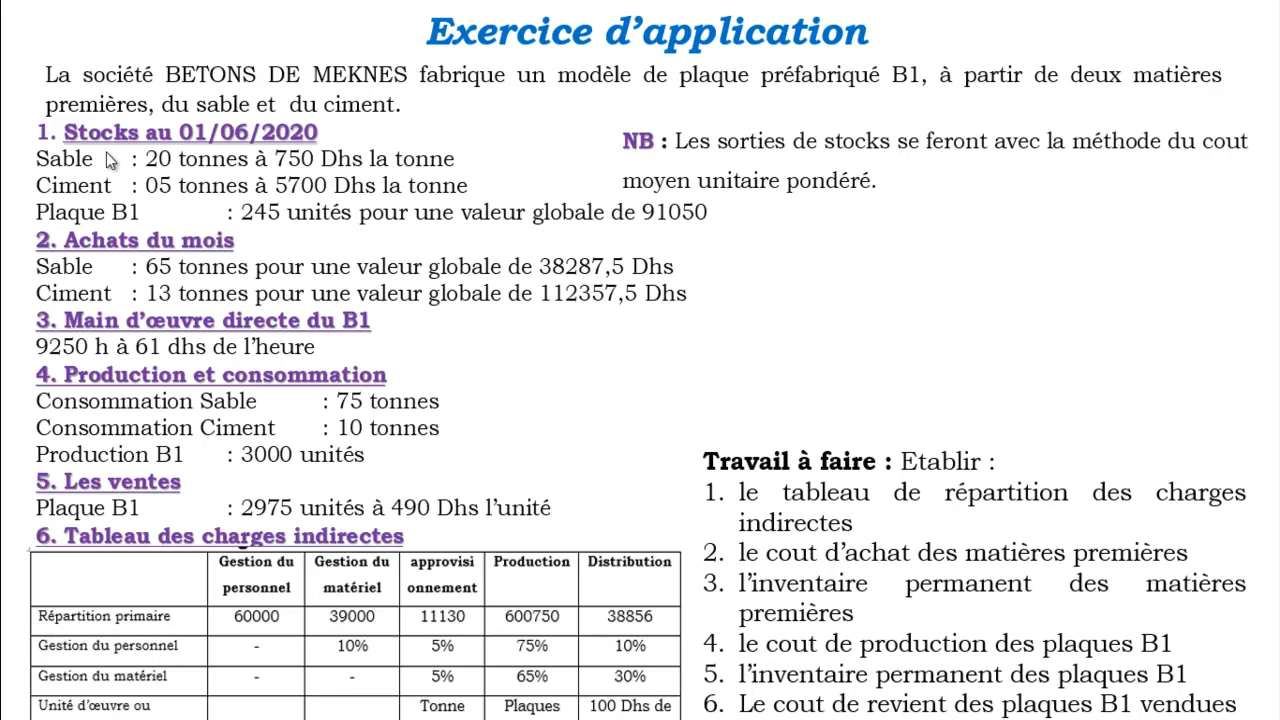 Exercice d’application
La société BETONS DE MEKNES fabrique un modèle de plaque préfabriqué B1, à partir de deux matières
premières, du sable et du ciment.
1. Stocks au 01/06/2020
Sable : 20 tonnes à 750 Dhs la tonne
Ciment : 05 tonnes à 5700 Dhs la tonne
Plaque B1 : 245 unités pour une valeur globale de 91050
NB : Les sorties de stocks se feront avec la méthode du cout
moyen unitaire pondéré.
2. Achats du mois
Sable : 65 tonnes pour une valeur globale de 38287,5 Dhs
Ciment : 13 tonnes pour une valeur globale de 112357,5 Dhs
3. Main d’œuvre directe du B1
9250 h à 61 dhs de l’heure
4. Production et consommation
Consommation Sable : 75 tonnes
Consommation Ciment : 10 tonnes
Production B1 : 3000 unités
5. Les ventes
Plaque B1 : 2975 unités à 490 Dhs l’unité
6. Tableau des charges indirectes
Gestion du Gestion du approvisi Production Distribution
personnel matériel onnement
Répartition primaire 60000 39000 11130 600750 38856
Gestion du personnel - 10% 5% 75% 10%
Gestion du matériel - - 5% 65% 30%
Unité d’œuvre ou Tonne Plaques 100 Dhs de
Travail à faire : Etablir :
1. le tableau de répartition des charges
indirectes
2. le cout d’achat des matières premières
3. l’inventaire permanent des matières
premières
4. le cout de production des plaques B1
5. l’inventaire permanent des plaques B1
6. Le cout de revient des plaques B1 vendues